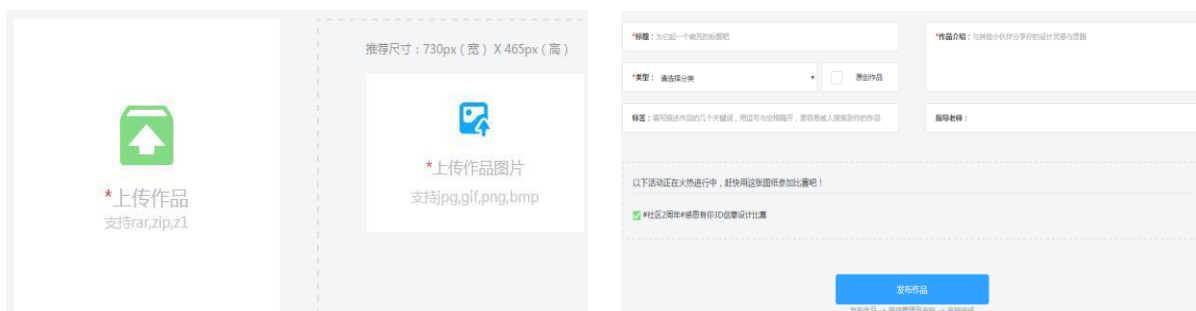 推荐尺寸：730px（宽）X 465px（高）
*上传作品
支持rar,zip,z1
*上传作品图片
支持jpg,gif,png,bmp
*标题：为它起一个响亮的标题吧
*作品介绍：与其他小伙伴分享你的设计灵感与思路
*类型：请选择分类
原创作品
标签：填写描述作品的几个关键词，用逗号与空格隔开，更容易被人搜索到你的作品
指导老师：
以下活动正在火热进行中，赶快用这张图纸参加比赛吧！
#社区2周年#感恩有你3D创意设计比赛
发布作品